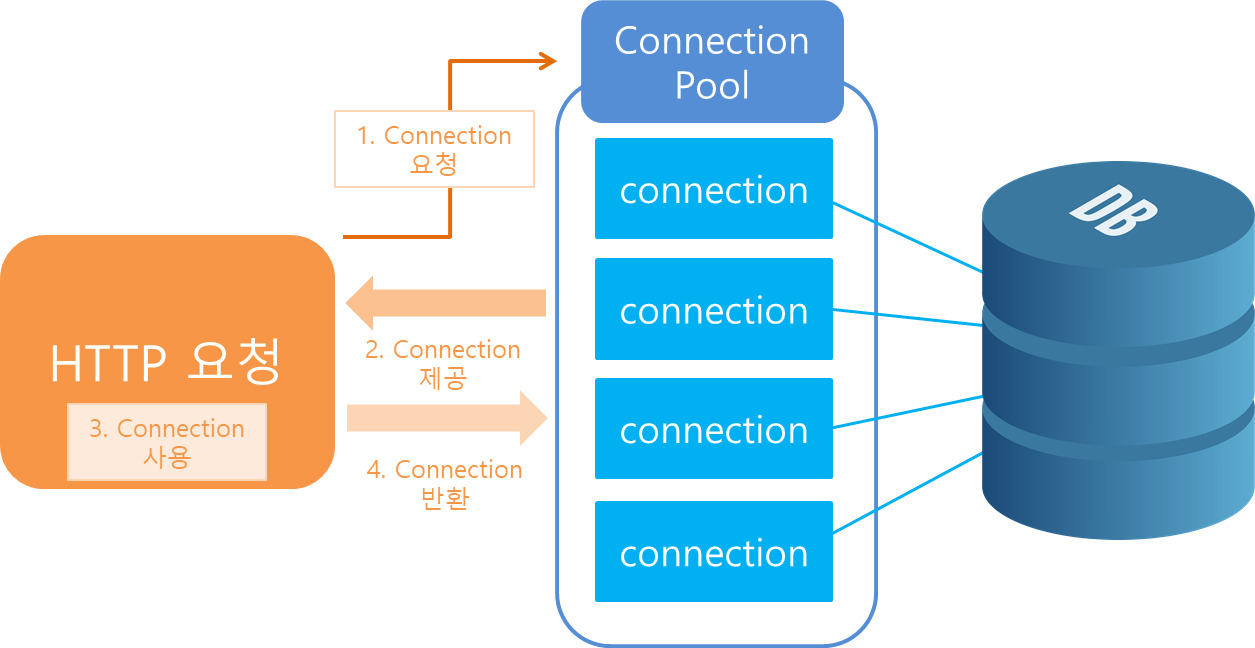 Connection
Pool
1. Connection
요청
connection
DB
connection
2. Connection
제공
HTTP 요청
3. Connection
사용
connection
4. Connection
반환
connection